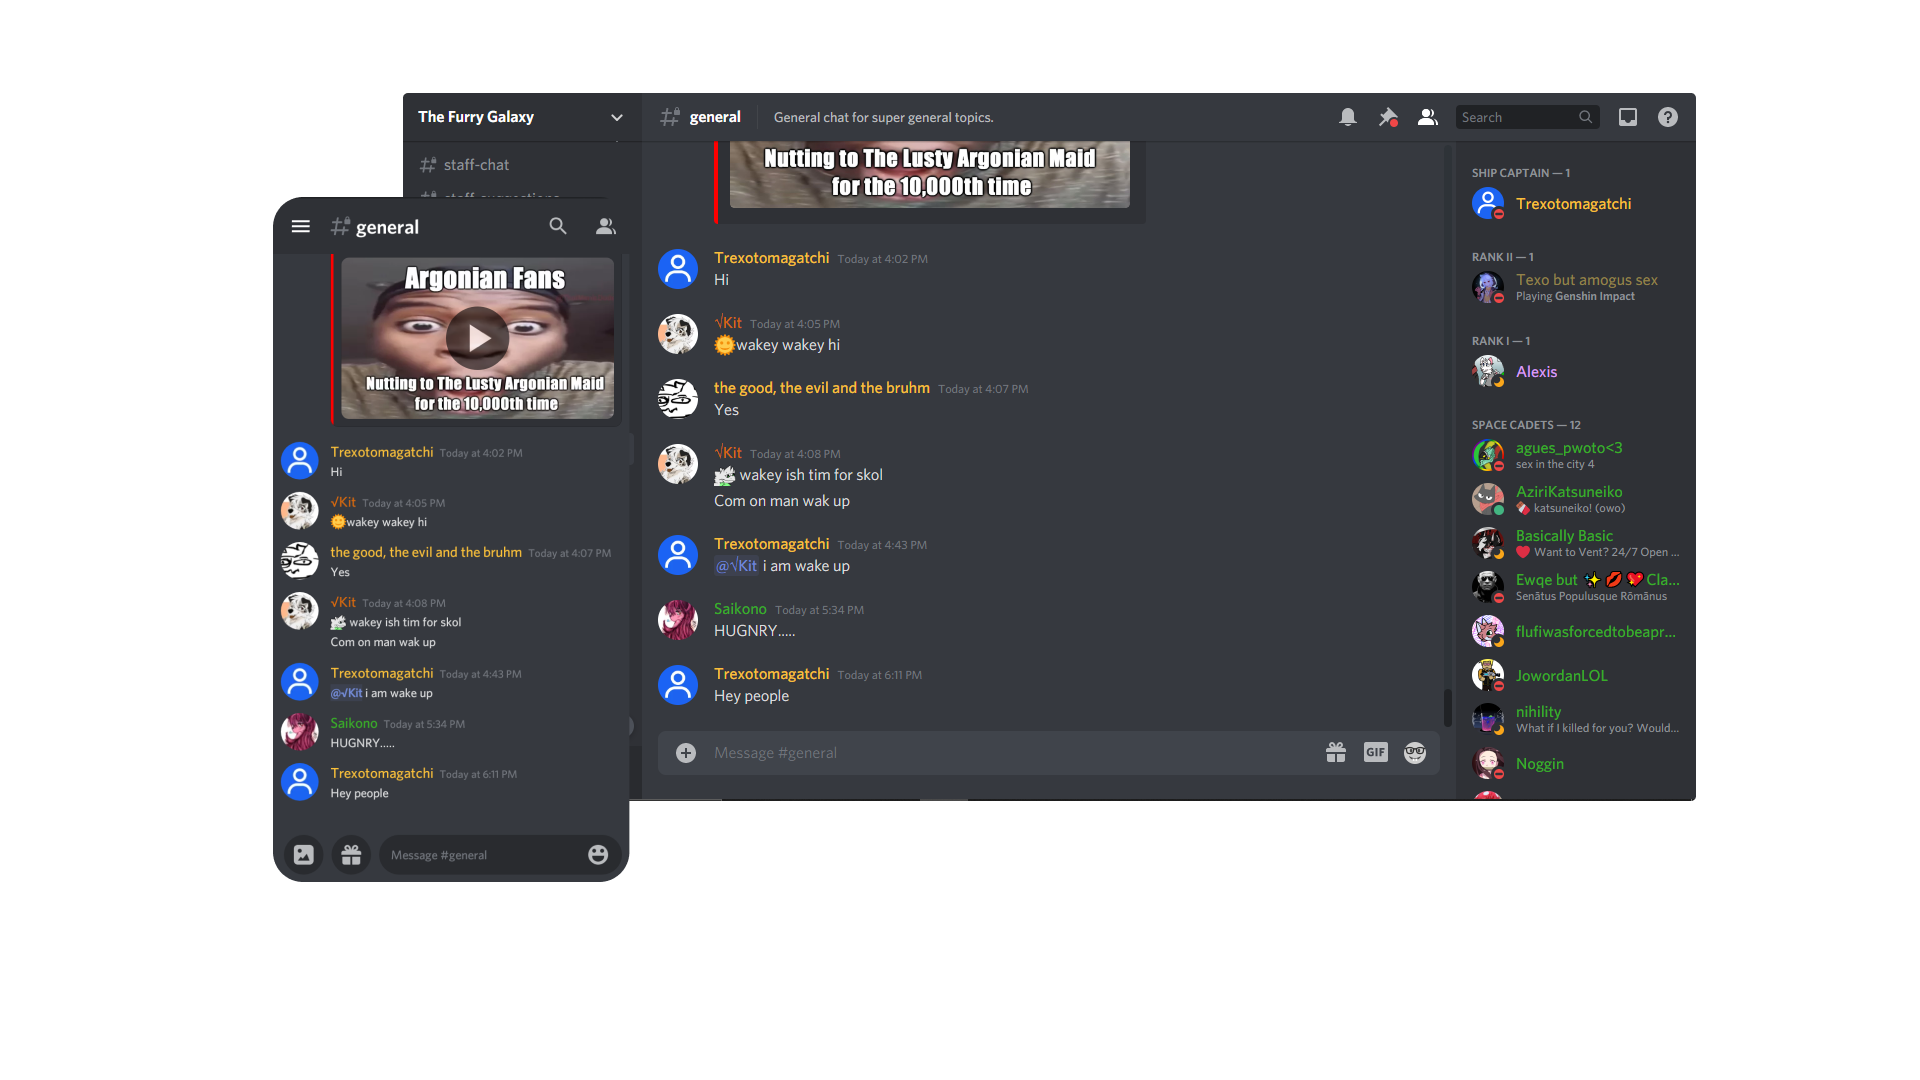 The Furry Galaxy
general
General chat for super general topics.
Search
staff-chat
staff-suggestions
Nutting to The Lusty Argonian Maid
for the 10,000th time
Trexotomagatchi Today at 4:02 PM
Hi
√Kit Today at 4:05 PM
🌞wakey wakey hi
the good, the evil and the bruhm Today at 4:07 PM
Yes
√Kit Today at 4:08 PM
wakey ish tim for skol
Com on man wak up
Trexotomagatchi Today at 4:43 PM
@√Kit i am wake up
Saikono Today at 5:34 PM
HUGNRY.....
Trexotomagatchi Today at 6:11 PM
Hey people
Message #general
GIF
SHIP CAPTAIN — 1
Trexotomagatchi
RANK II — 1
Texo but amogus sex
Playing Genshin Impact
RANK I — 1
Alexis
SPACE CADETS — 12
agues_pwoto<3
sex in the city 4
AziriKatsuneiko
🍫 katsuneiko! (owo)
Basically Basic
❤️ Want to Vent? 24/7 Open ...
Ewqe but ✨ 💋 💖 Cla...
Senātus Populusque Rōmānus
flufiwasforcedtobeapr...
JowordanLOL
nihility
What if I killed for you? Would...
Noggin
general
Argonian Fans
Nutting to The Lusty Argonian Maid
for the 10,000th time
Trexotomagatchi Today at 4:02 PM
Hi
√Kit Today at 4:05 PM
🌞wakey wakey hi
the good, the evil and the bruhm Today at 4:07 PM
Yes
√Kit Today at 4:08 PM
wakey ish tim for skol
Com on man wak up
Trexotomagatchi Today at 4:43 PM
@√Kit i am wake up
Saikono Today at 5:34 PM
HUGNRY.....
Trexotomagatchi Today at 6:11 PM
Hey people
Message #general